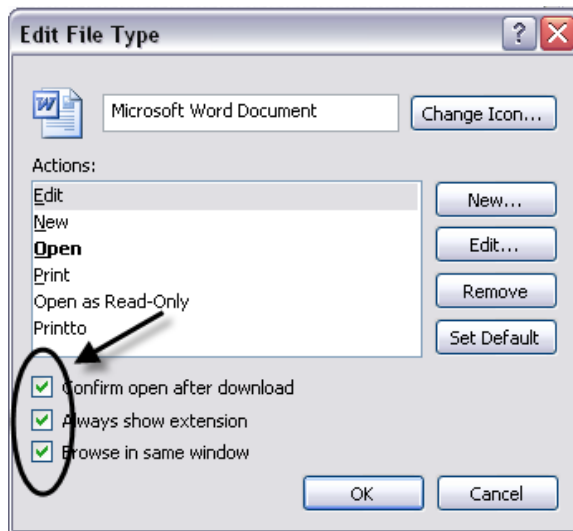 Edit File Type
Microsoft Word Document
Change Icon...
Actions:
Edit
New
Open
Print
Open as Read-Only
Printto
New...
Edit...
Remove
Set Default
Confirm open after download
Always show extension
Browse in same window
OK
Cancel